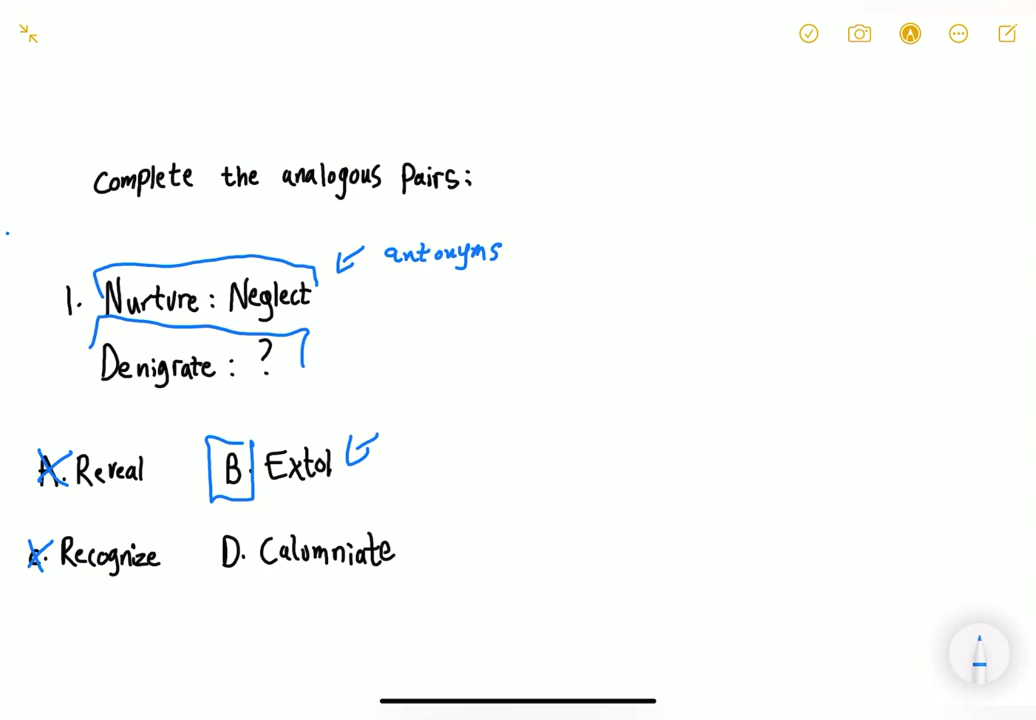 Complete the analogous Pairs:
antonyms
1. Nurture : Neglect
Denigrate : ?
A. Reveal B. Extol
c. Recognize D. Calumniate